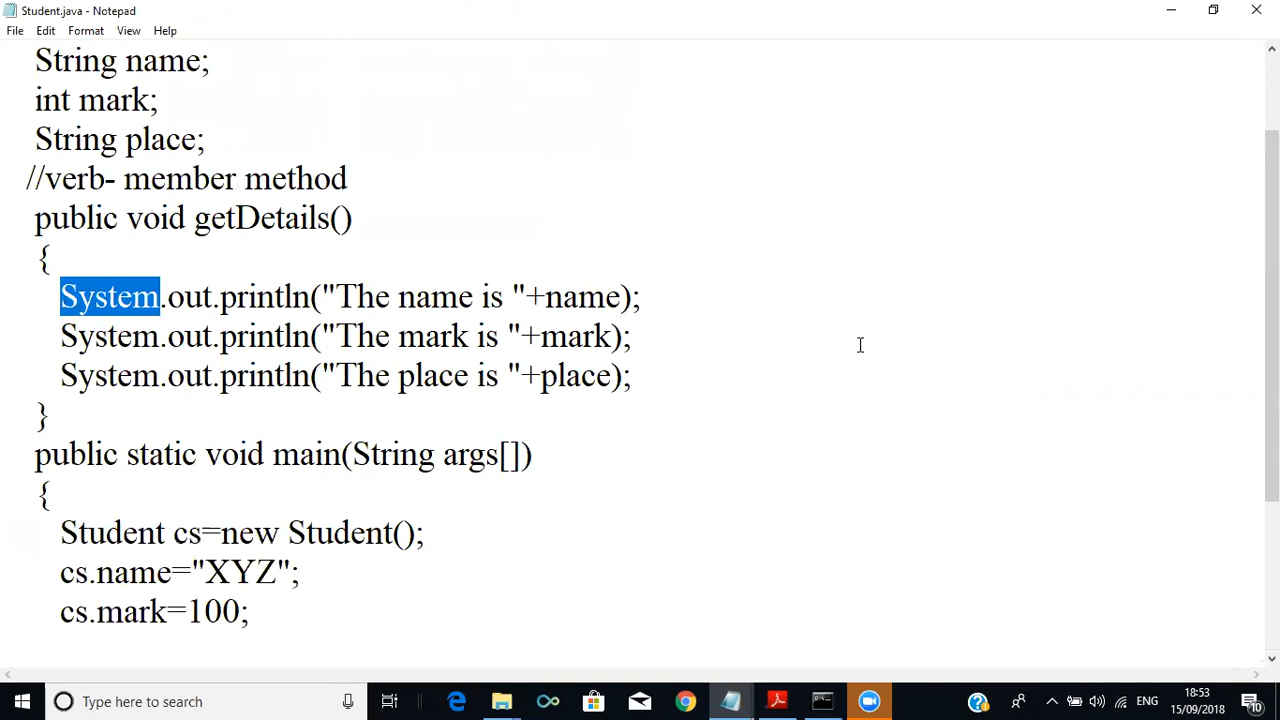 Student.java - Notepad
File Edit Format View Help
String name;
int mark;
String place;
//verb- member method
public void getDetails()
{
System.out.println("The name is "+name);
System.out.println("The mark is "+mark);
System.out.println("The place is "+place);
}
public static void main(String args[])
{
Student cs=new Student();
cs.name="XYZ";
cs.mark=100;
Type here to search
ENG
18:53
15/09/2018
10